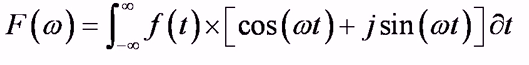 F(ω) = ∫_{-∞}^{∞} f(t) × [cos(ωt) + j sin(ωt)] ∂t